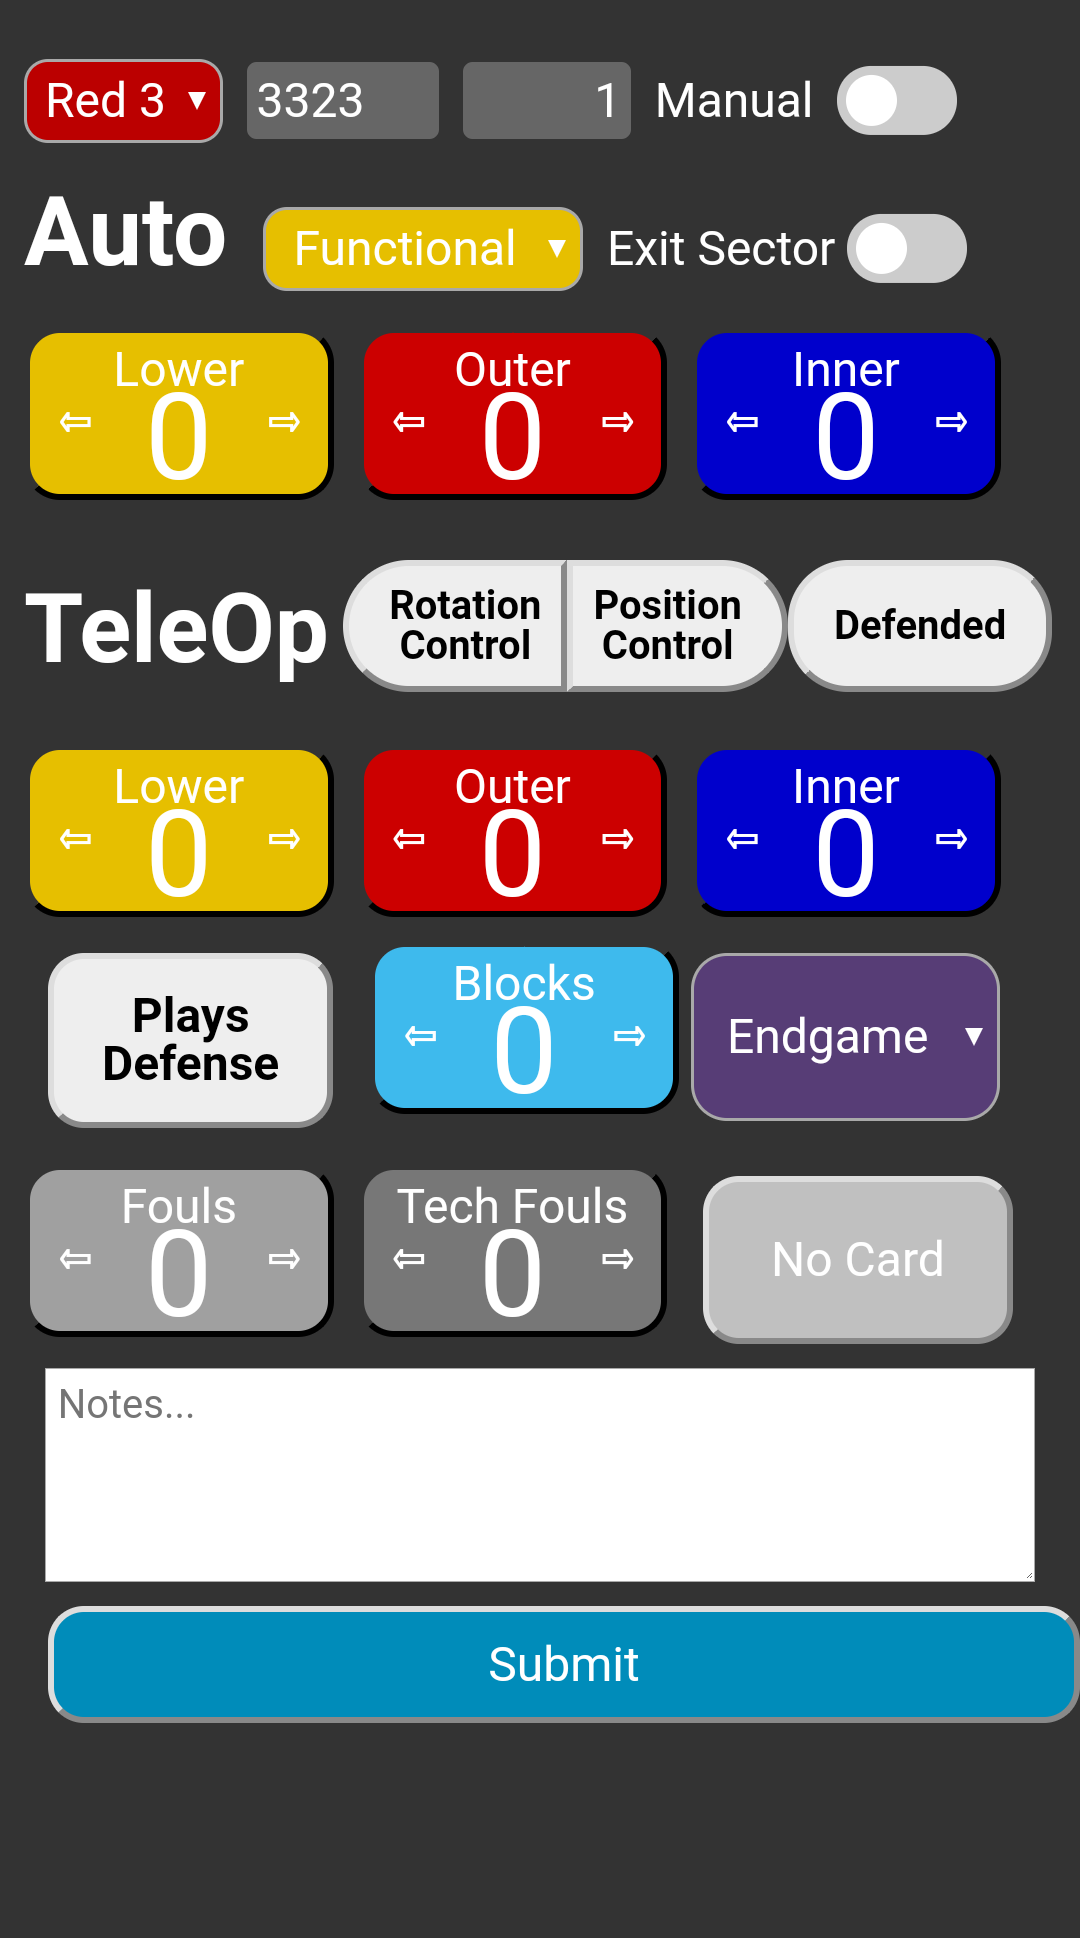 Red 3 ▼ 3323 1 Manual
Auto Functional ▼ Exit Sector
Lower Outer Inner
⇦ 0 ⇨ ⇦ 0 ⇨ ⇦ 0 ⇨
TeleOp Rotation Control Position Control Defended
Lower Outer Inner
⇦ 0 ⇨ ⇦ 0 ⇨ ⇦ 0 ⇨
Plays Defense
Blocks
⇦ 0 ⇨
Endgame ▼
Fouls Tech Fouls
⇦ 0 ⇨ ⇦ 0 ⇨
No Card
Notes...
Submit